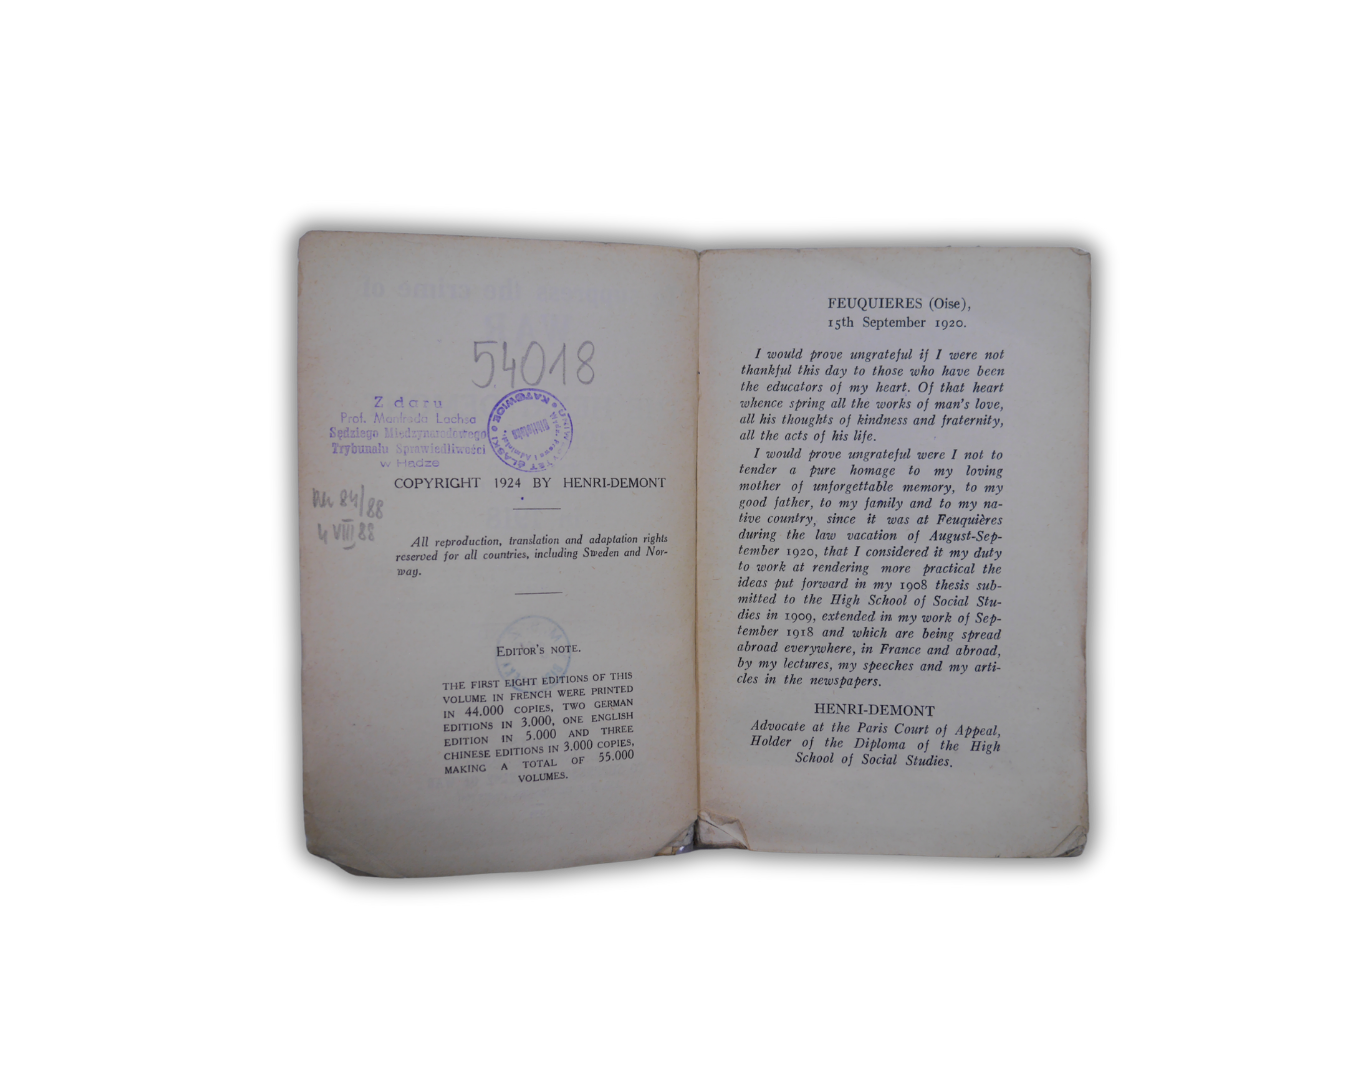 54018
Z daru
Prof. Manfreda Lachsa
Sędziego Międzynarodowego
Trybunału Sprawiedliwości
w Hadze
UNIWERSYTET ŚLĄSKI * KATOWICE *
COPYRIGHT 1924 BY HENRI-DEMONT
84/88
4 VIII 88
All reproduction, translation and adaptation rights
reserved for all countries, including Sweden and Nor-
way.
EDITOR'S NOTE.
THE FIRST EIGHT EDITIONS OF THIS
VOLUME IN FRENCH WERE PRINTED
IN 44.000 COPIES, TWO GERMAN
EDITIONS IN 3.000, ONE ENGLISH
EDITION IN 5.000 AND THREE
CHINESE EDITIONS IN 3.000 COPIES,
MAKING A TOTAL OF 55.000
VOLUMES.
FEUQUIERES (Oise),
15th September 1920.
I would prove ungrateful if I were not
thankful this day to those who have been
the educators of my heart. Of that heart
whence spring all the works of man's love,
all his thoughts of kindness and fraternity,
all the acts of his life.
I would prove ungrateful were I not to
tender a pure homage to my loving
mother of unforgettable memory, to my
good father, to my family and to my na-
tive country, since it was at Feuquières
during the law vacation of August-Sep-
tember 1920, that I considered it my duty
to work at rendering more practical the
ideas put forward in my 1908 thesis sub-
mitted to the High School of Social Stu-
dies in 1909, extended in my work of Sep-
tember 1918 and which are being spread
abroad everywhere, in France and abroad,
by my lectures, my speeches and my arti-
cles in the newspapers.
HENRI-DEMONT
Advocate at the Paris Court of Appeal,
Holder of the Diploma of the High
School of Social Studies.